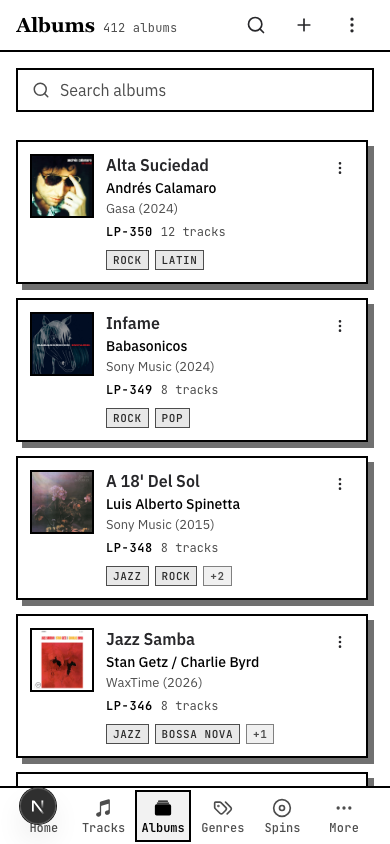 Albums 412 albums
Search albums
Alta Suciedad
Andrés Calamaro
Gasa (2024)
LP-350 12 tracks
ROCK LATIN
Infame
Babasonicos
Sony Music (2024)
LP-349 8 tracks
ROCK POP
A 18' Del Sol
Luis Alberto Spinetta
Sony Music (2015)
LP-348 8 tracks
JAZZ ROCK +2
Jazz Samba
Stan Getz / Charlie Byrd
WaxTime (2026)
LP-346 8 tracks
JAZZ BOSSA NOVA +1
N
Home Tracks Albums Genres Spins More